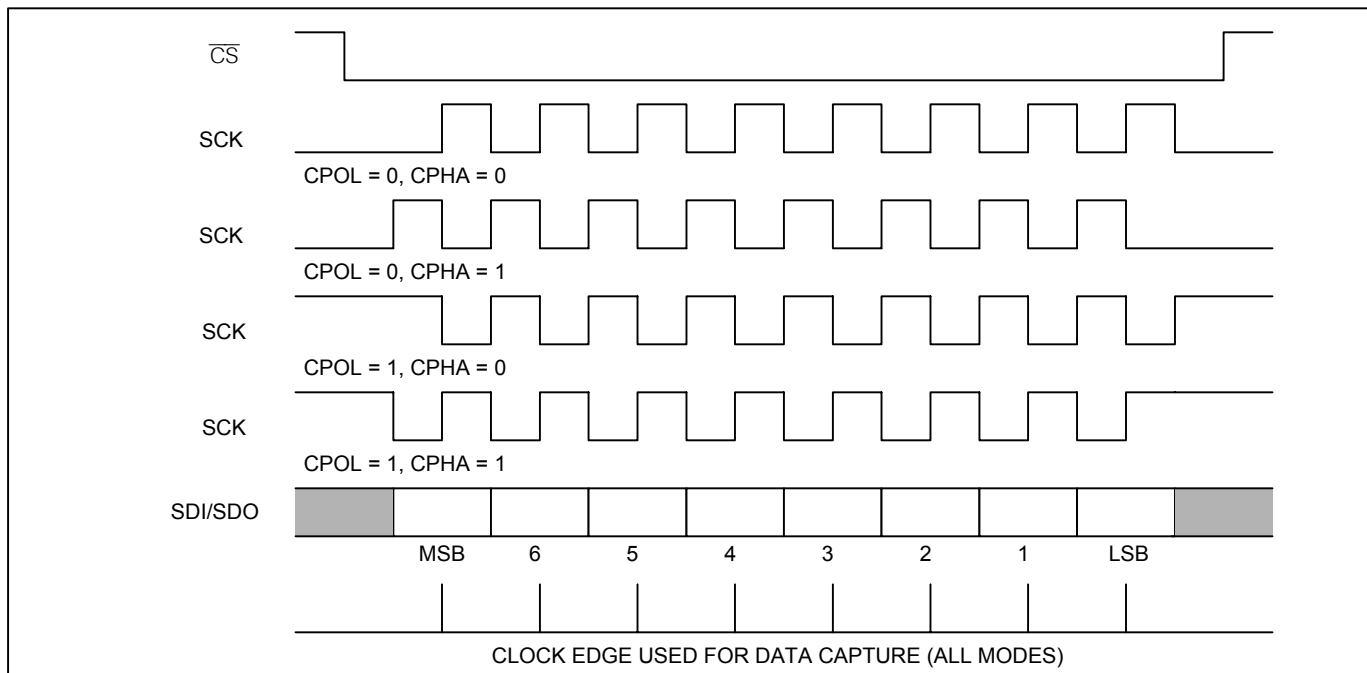 CS
SCK
CPOL = 0, CPHA = 0
SCK
CPOL = 0, CPHA = 1
SCK
CPOL = 1, CPHA = 0
SCK
CPOL = 1, CPHA = 1
SDI/SDO
MSB 6 5 4 3 2 1 LSB
CLOCK EDGE USED FOR DATA CAPTURE (ALL MODES)